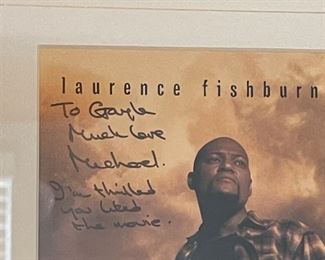 laurence fishburn
To Gayle
Much love
Michael.
I'm thrilled
you liked
the movie.